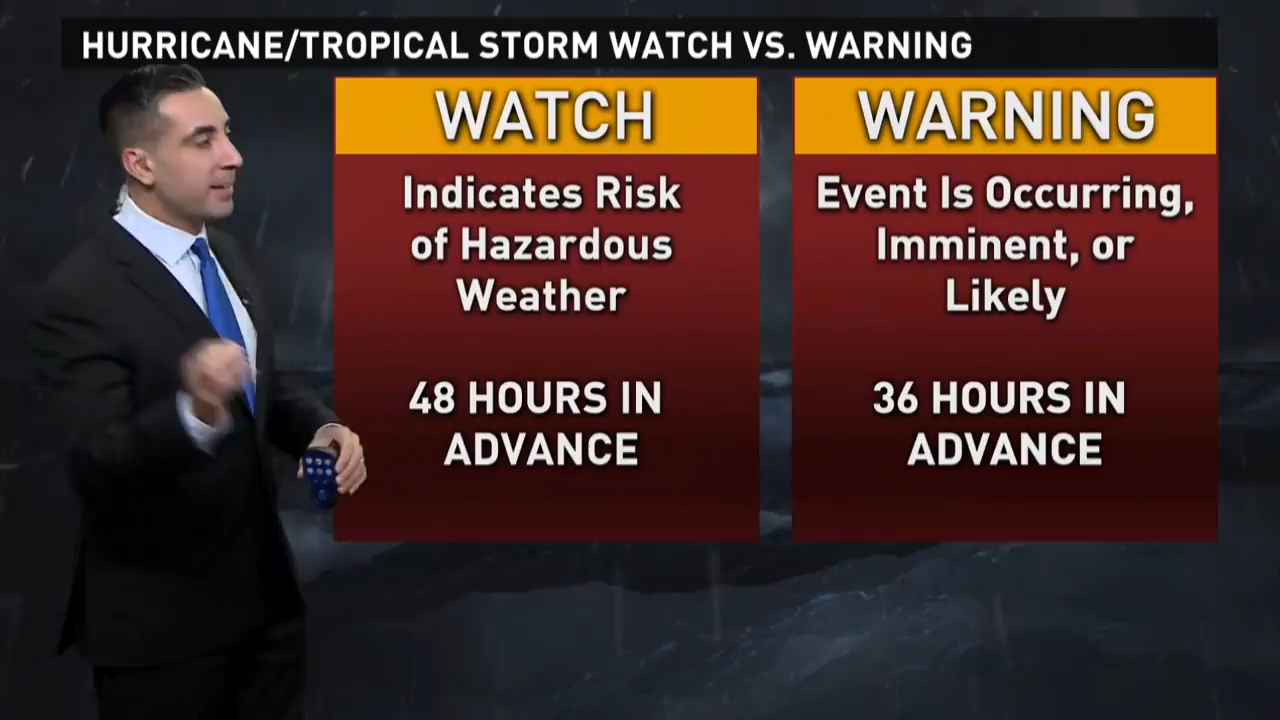 HURRICANE/TROPICAL STORM WATCH VS. WARNING
WATCH
Indicates Risk
of Hazardous
Weather
48 HOURS IN
ADVANCE
WARNING
Event Is Occurring,
Imminent, or
Likely
36 HOURS IN
ADVANCE